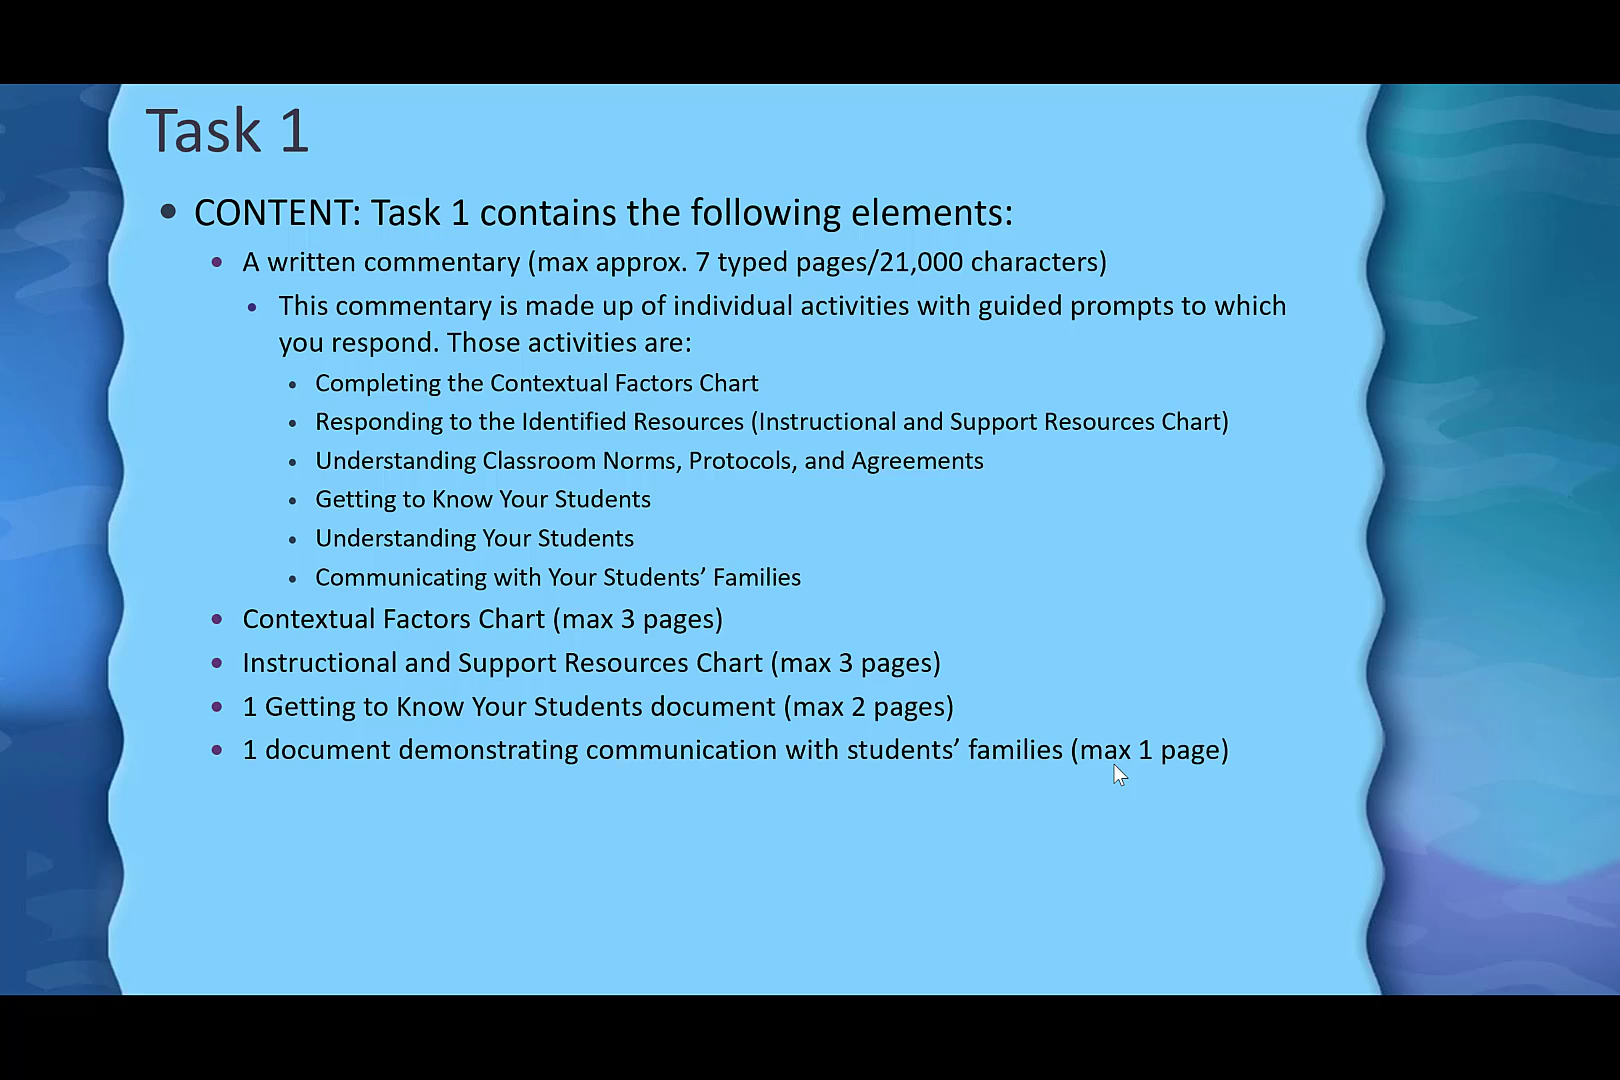 Task 1
• CONTENT: Task 1 contains the following elements:
• A written commentary (max approx. 7 typed pages/21,000 characters)
• This commentary is made up of individual activities with guided prompts to which
you respond. Those activities are:
• Completing the Contextual Factors Chart
• Responding to the Identified Resources (Instructional and Support Resources Chart)
• Understanding Classroom Norms, Protocols, and Agreements
• Getting to Know Your Students
• Understanding Your Students
• Communicating with Your Students’ Families
• Contextual Factors Chart (max 3 pages)
• Instructional and Support Resources Chart (max 3 pages)
• 1 Getting to Know Your Students document (max 2 pages)
• 1 document demonstrating communication with students’ families (max 1 page)